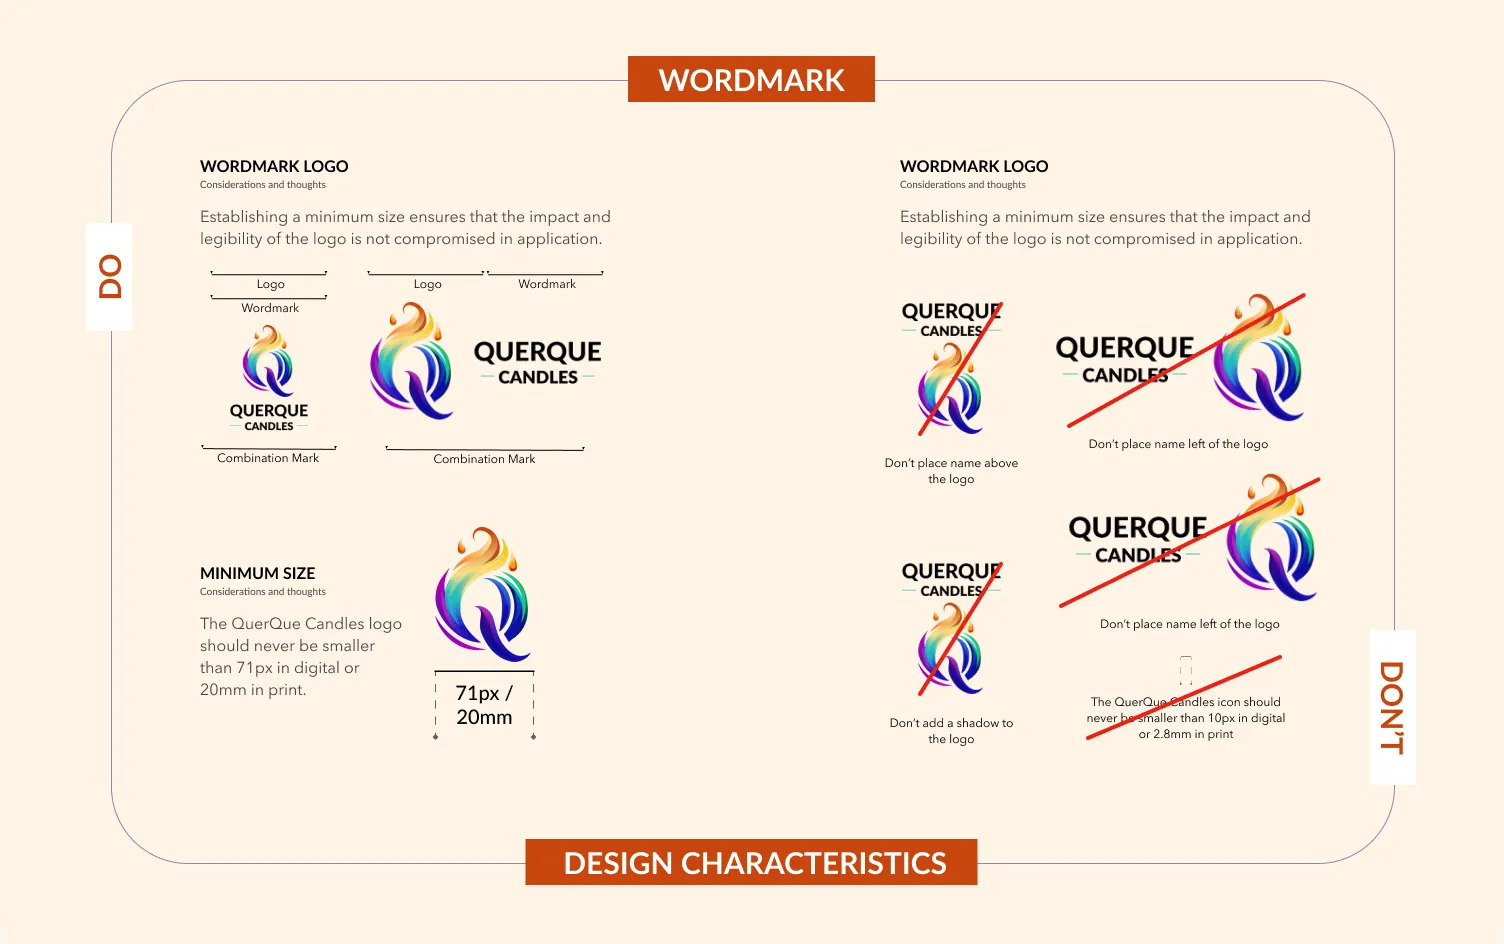 WORDMARK
DO
WORDMARK LOGO
Considerations and thoughts
Establishing a minimum size ensures that the impact and
legibility of the logo is not compromised in application.
Logo
Wordmark
Logo
Wordmark
QUERQUE
CANDLES
QUERQUE
CANDLES
Combination Mark
Combination Mark
MINIMUM SIZE
Considerations and thoughts
The QuerQue Candles logo
should never be smaller
than 71px in digital or
20mm in print.
71px /
20mm
WORDMARK LOGO
Considerations and thoughts
Establishing a minimum size ensures that the impact and
legibility of the logo is not compromised in application.
QUERQUE
CANDLES
Don't place name above
the logo
QUERQUE
CANDLES
Don't place name left of the logo
QUERQUE
CANDLES
Don't add a shadow to
the logo
QUERQUE
CANDLES
Don't place name left of the logo
The QuerQue Candles icon should
never be smaller than 10px in digital
or 2.8mm in print
DON'T
DESIGN CHARACTERISTICS